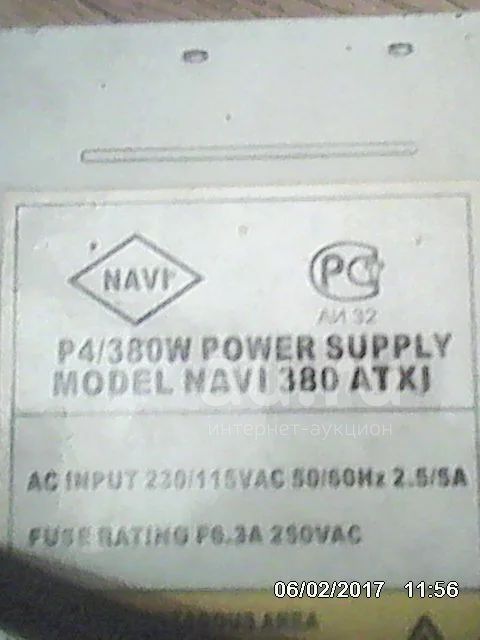 NAVI
РС
АИ 32
P4/380W POWER SUPPLY
MODEL NAVI 380 ATXJ
интернет-аукцион
AC INPUT 230/115VAC 50/60Hz 2.5/5A
FUSE RATING F6.3A 250VAC
06/02/2017 11:56
AREA